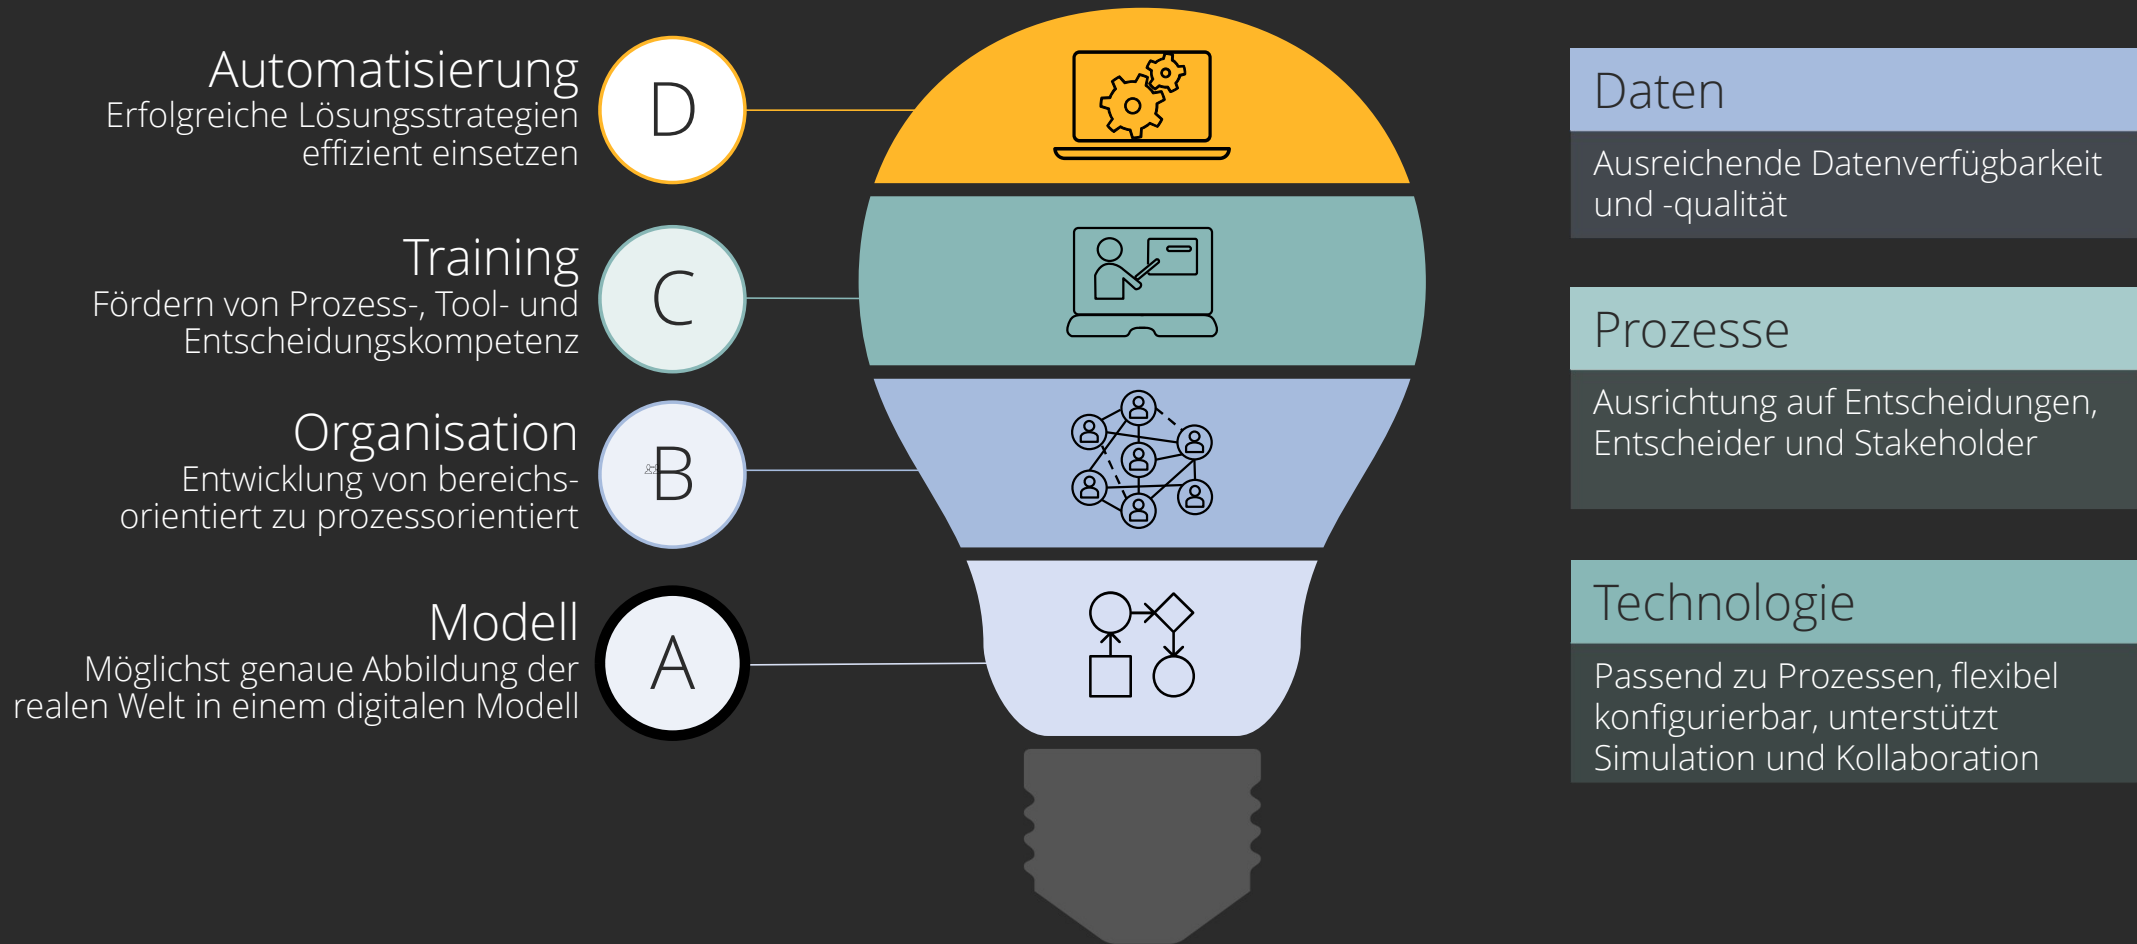 Automatisierung
Erfolgreiche Lösungsstrategien
effizient einsetzen
D
Training
Fördern von Prozess-, Tool- und
Entscheidungskompetenz
C
Organisation
Entwicklung von bereichs-
orientiert zu prozessorientiert
B
Modell
Möglichst genaue Abbildung der
realen Welt in einem digitalen Modell
A
Daten
Ausreichende Datenverfügbarkeit
und -qualität
Prozesse
Ausrichtung auf Entscheidungen,
Entscheider und Stakeholder
Technologie
Passend zu Prozessen, flexibel
konfigurierbar, unterstützt
Simulation und Kollaboration